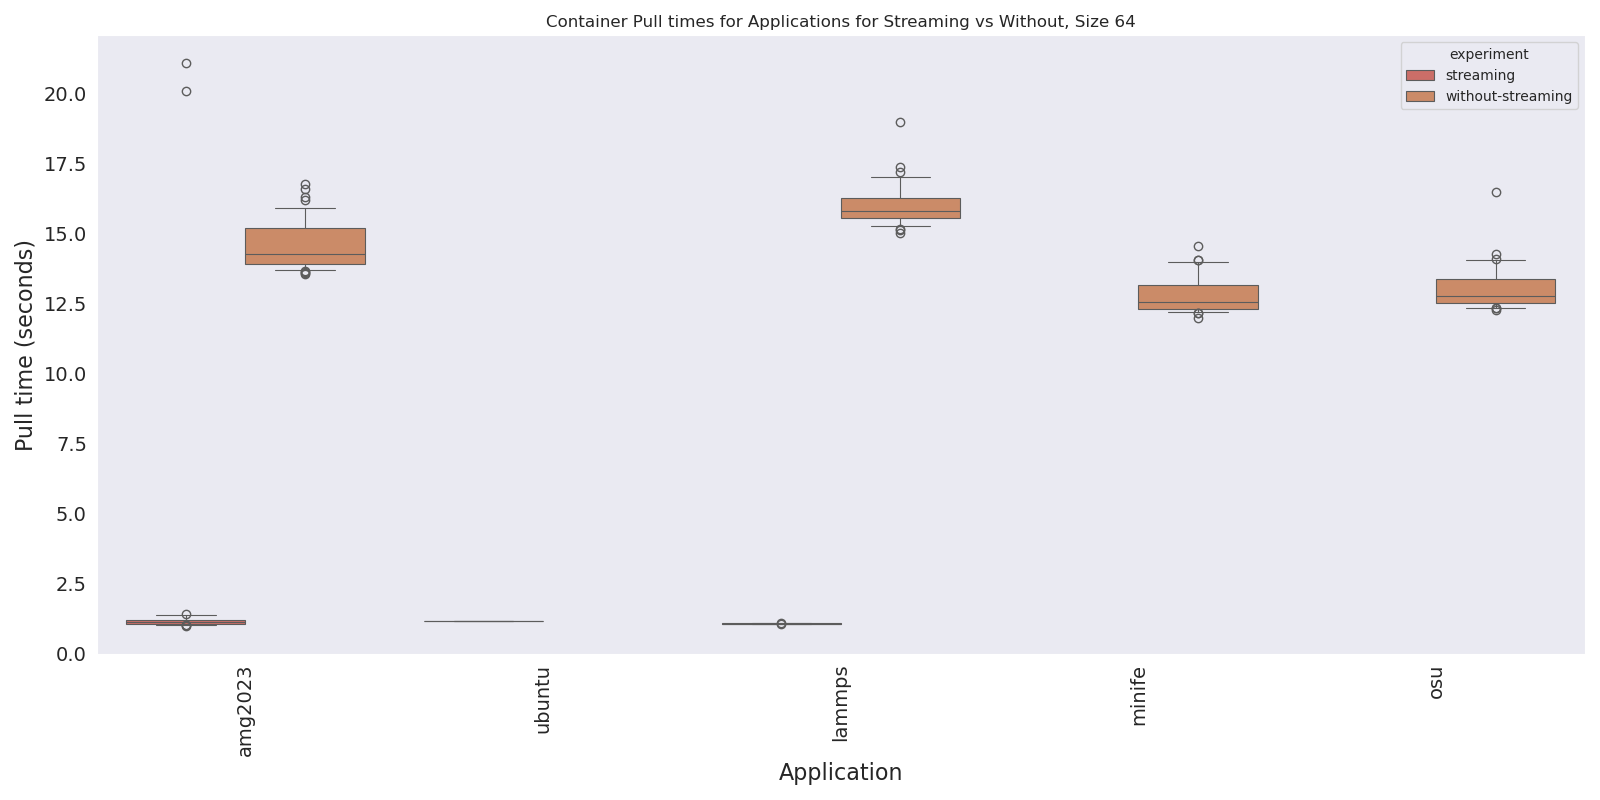 Container Pull times for Applications for Streaming vs Without, Size 64
experiment
streaming
without-streaming
Pull time (seconds)
20.0
17.5
15.0
12.5
10.0
7.5
5.0
2.5
0.0
amg2023
ubuntu
lammps
minife
osu
Application